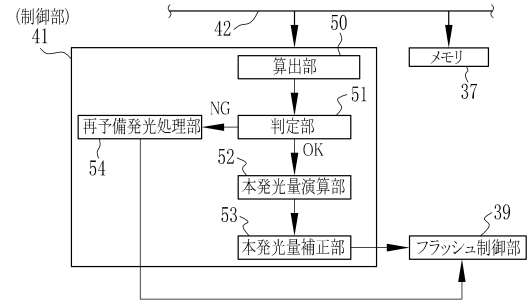 (制御部)
41
42
50
算出部
メモリ
37
51
NG
再予備発光処理部
判定部
54
OK
52
本発光量演算部
53
39
本発光量補正部
フラッシュ制御部